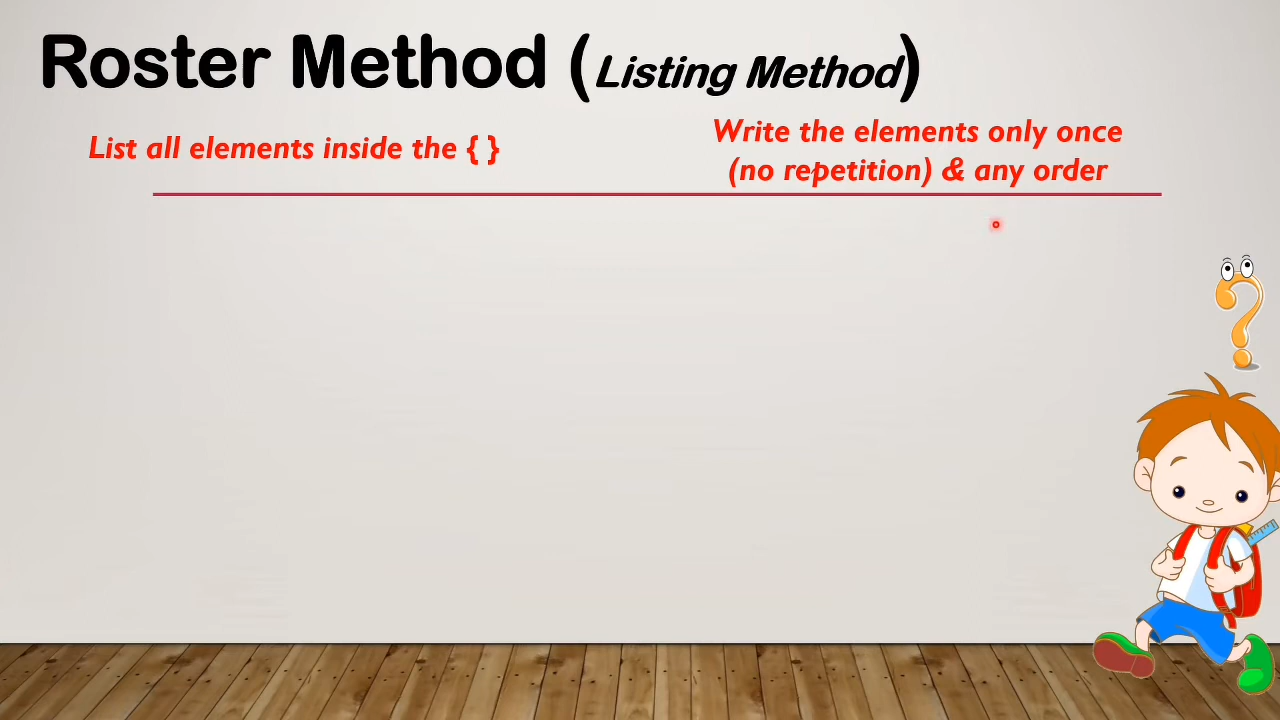 Roster Method (Listing Method)
List all elements inside the { }
Write the elements only once
(no repetition) & any order